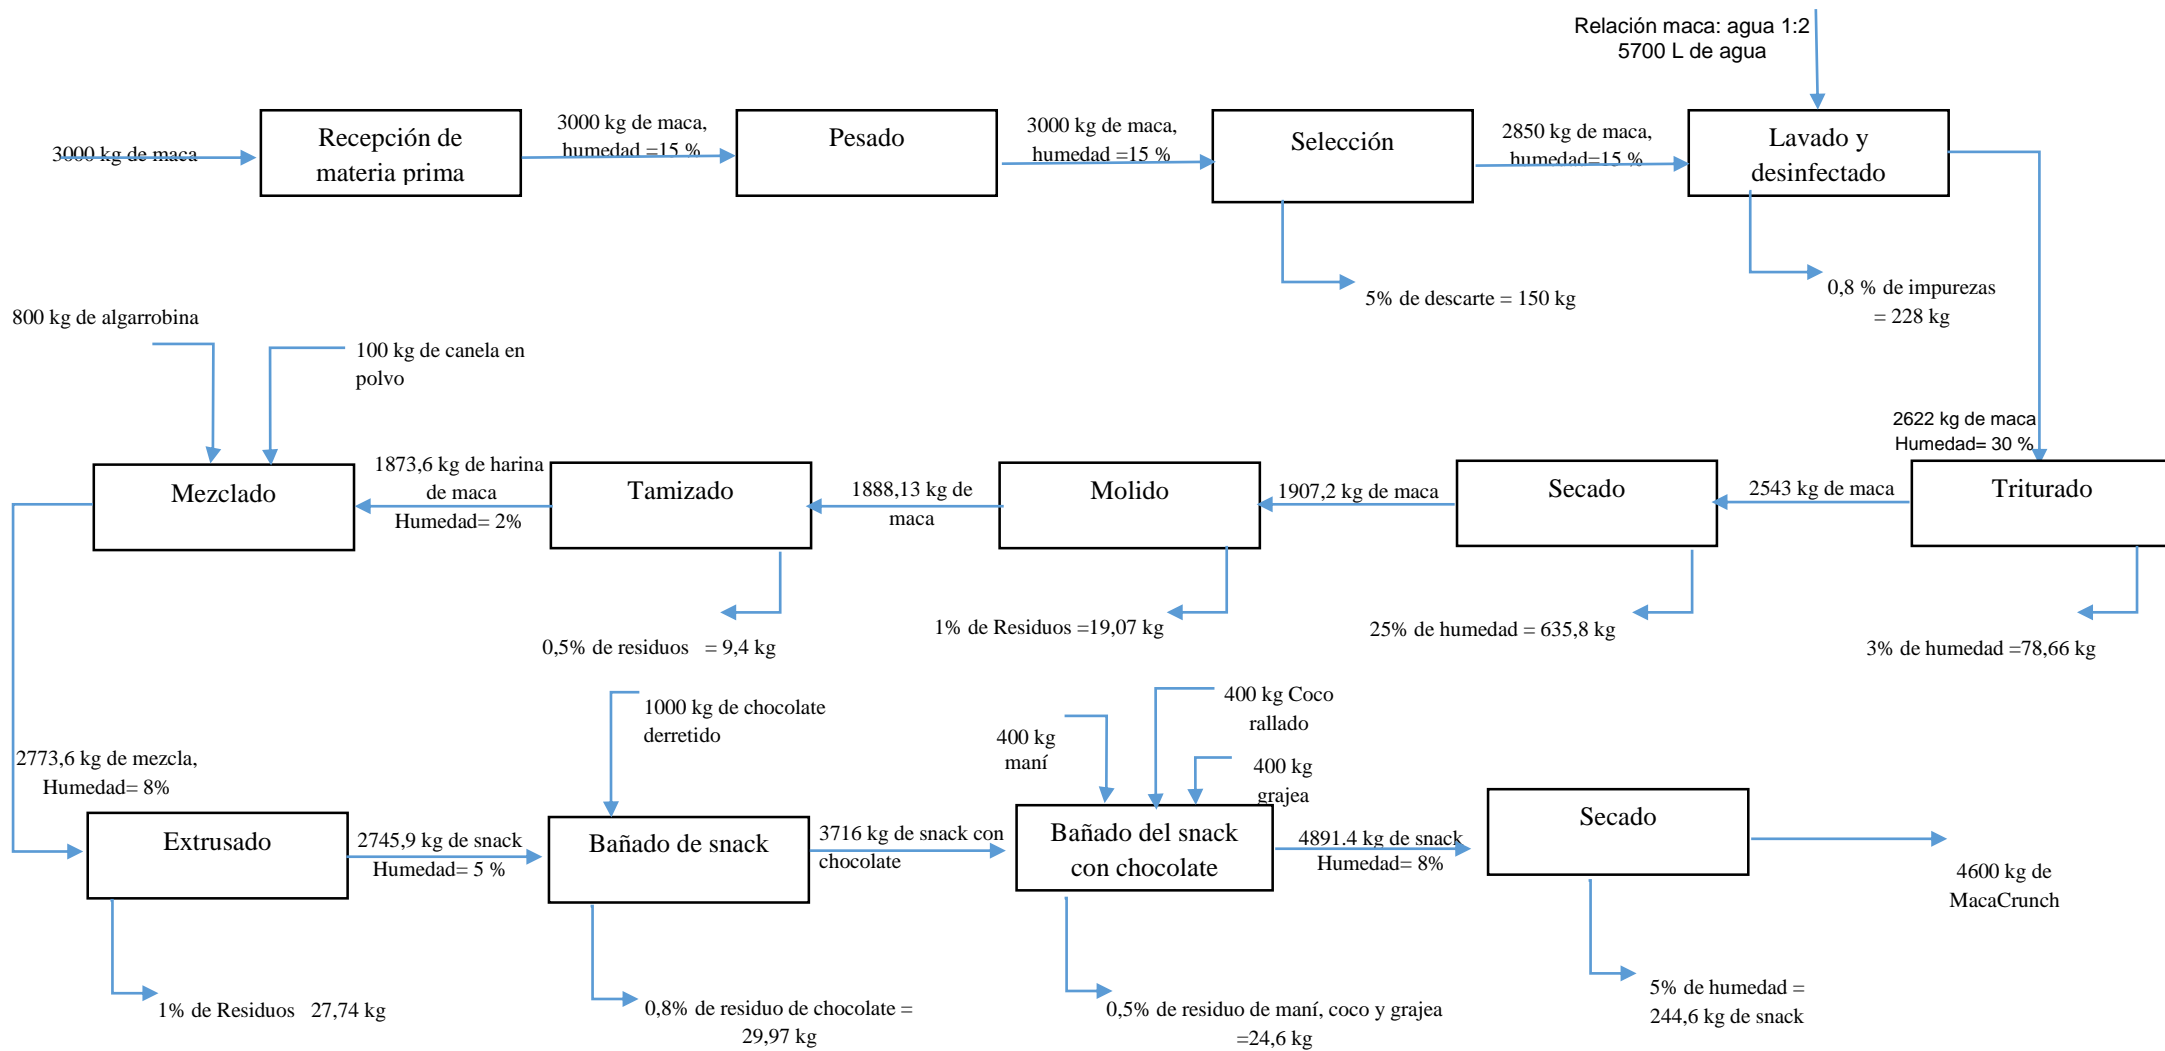 Relación maca: agua 1:2
5700 L de agua
3000 kg de maca
Recepción de
materia prima
3000 kg de maca,
humedad =15 %
Pesado
3000 kg de maca,
humedad =15 %
Selección
2850 kg de maca,
humedad=15 %
Lavado y
desinfectado
5% de descarte = 150 kg
0,8 % de impurezas
= 228 kg
800 kg de algarrobina
100 kg de canela en
polvo
2622 kg de maca
Humedad= 30 %
Triturado
2543 kg de maca
Secado
1907,2 kg de maca
Molido
1888,13 kg de
maca
Tamizado
1873,6 kg de harina
de maca
Humedad= 2%
Mezclado
3% de humedad =78,66 kg
25% de humedad = 635,8 kg
1% de Residuos =19,07 kg
0,5% de residuos = 9,4 kg
2773,6 kg de mezcla,
Humedad= 8%
1000 kg de chocolate
derretido
400 kg
maní
400 kg Coco
rallado
400 kg
grajea
Extrusado
2745,9 kg de snack
Humedad= 5 %
Bañado de snack
3716 kg de snack con
chocolate
Bañado del snack
con chocolate
4891.4 kg de snack
Humedad= 8%
Secado
4600 kg de
MacaCrunch
1% de Residuos 27,74 kg
0,8% de residuo de chocolate =
29,97 kg
0,5% de residuo de maní, coco y grajea
=24,6 kg
5% de humedad =
244,6 kg de snack